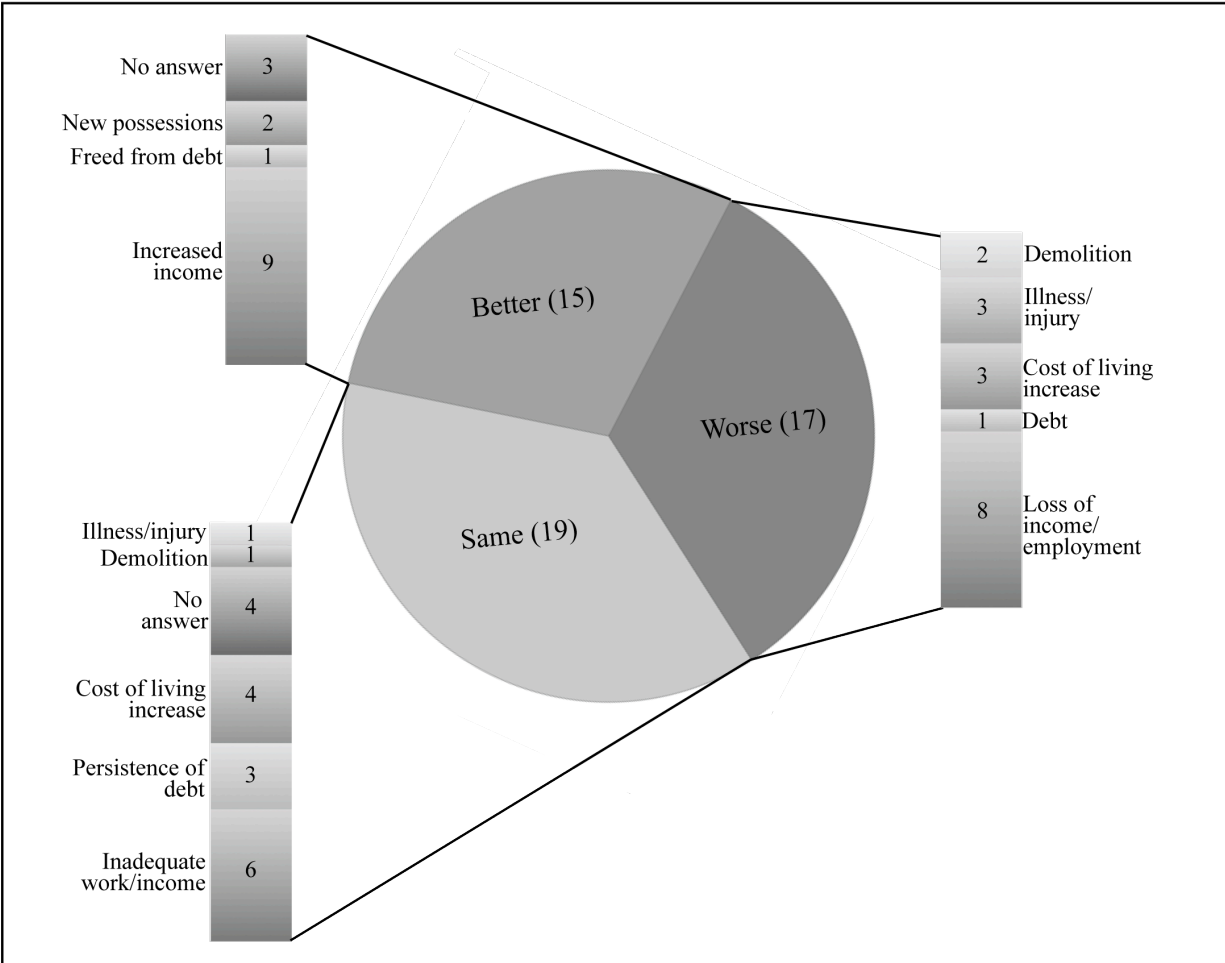 No answer
3
New possessions
2
Freed from debt
1
Increased
income
9
Better (15)
Worse (17)
Same (19)
2
Demolition
3
Illness/
injury
3
Cost of living
increase
1
Debt
8
Loss of
income/
employment
Illness/injury
1
Demolition
1
No
answer
4
Cost of living
increase
4
Persistence of
debt
3
Inadequate
work/income
6